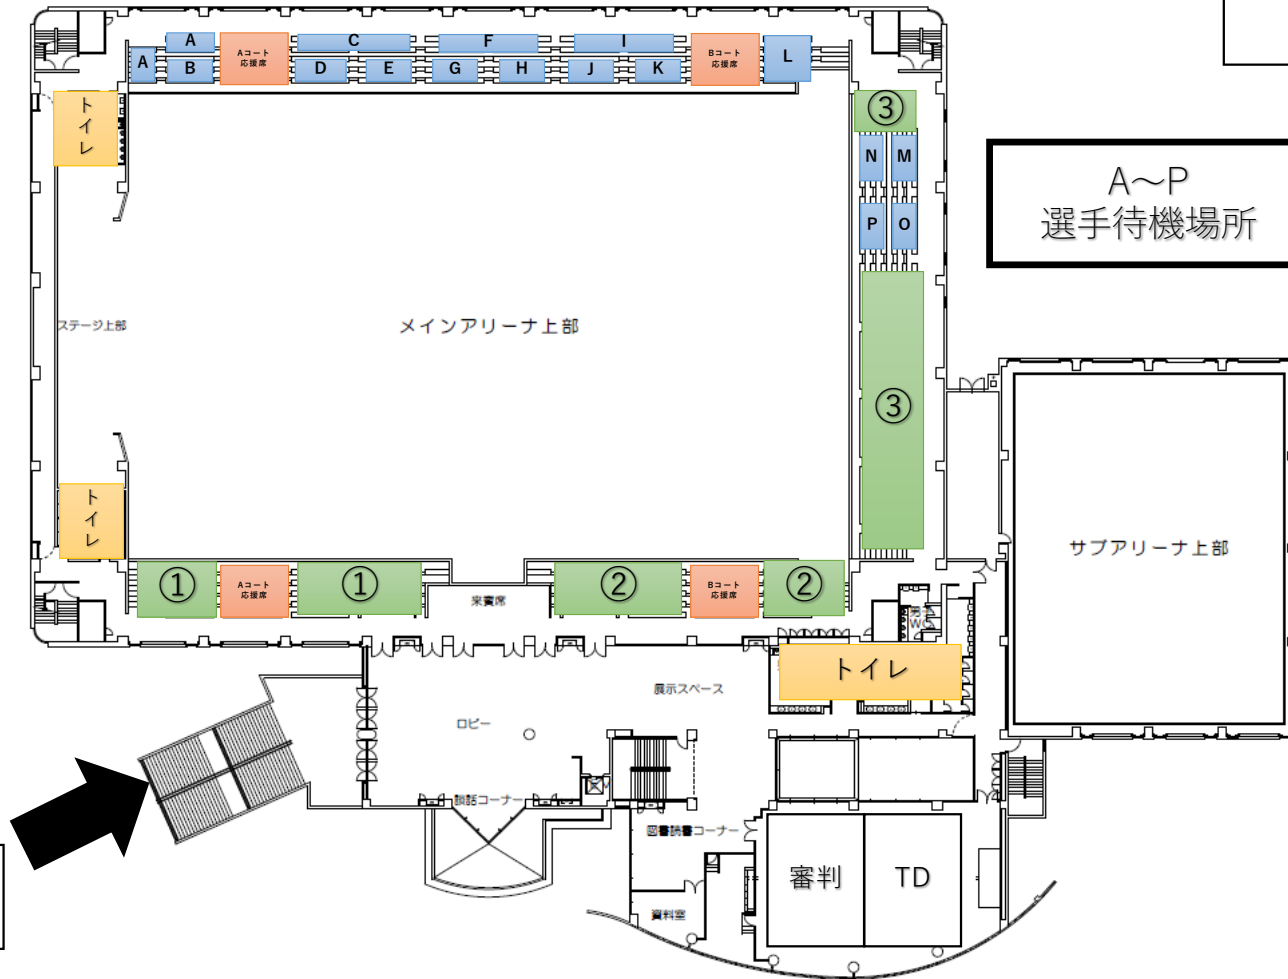 A
C
F
I
A
B
Aコート
応援席
D
E
G
H
J
K
Bコート
応援席
L
トイレ
③
N
M
P
O
A～P
選手待機場所
ステージ上部
メインアリーナ上部
③
サブアリーナ上部
トイレ
①
Aコート
応援席
①
来賓席
②
Bコート
応援席
②
男子
WC
トイレ
展示スペース
ロビー
談話コーナー
図書読書コーナー
資料室
審判
TD